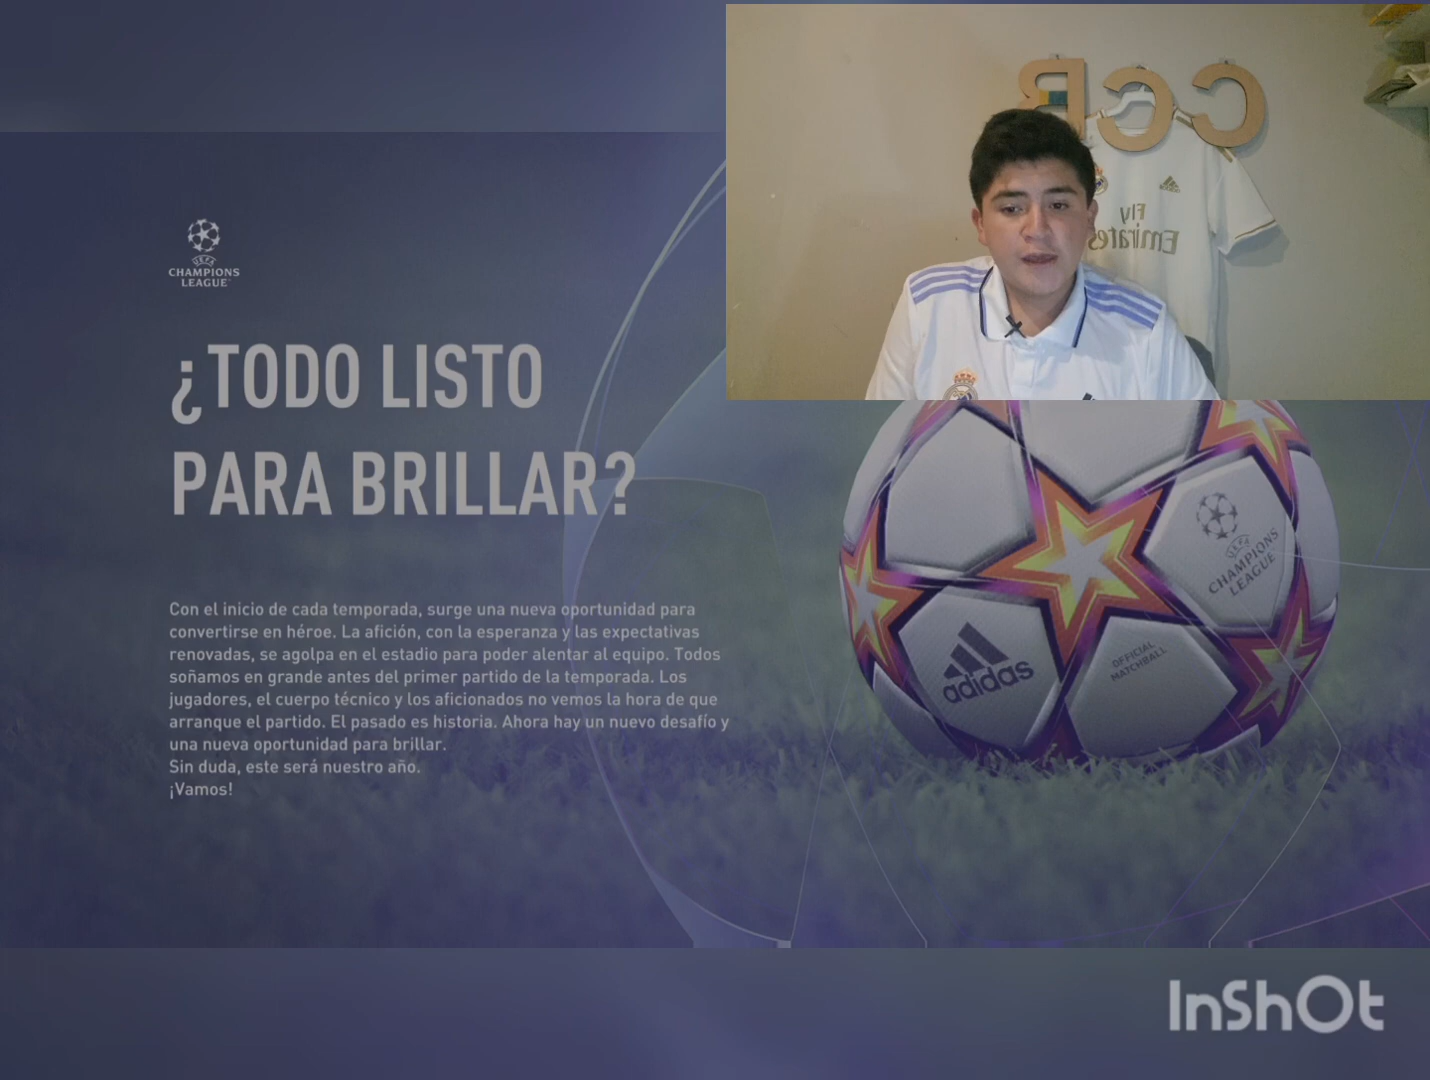 CCB
Fly
Emirates
UEFA
CHAMPIONS
LEAGUE
¿TODO LISTO
PARA BRILLAR?
Con el inicio de cada temporada, surge una nueva oportunidad para
convertirse en héroe. La afición, con la esperanza y las expectativas
renovadas, se agolpa en el estadio para poder alentar al equipo. Todos
soñamos en grande antes del primer partido de la temporada. Los
jugadores, el cuerpo técnico y los aficionados no vemos la hora de que
arranque el partido. El pasado es historia. Ahora hay un nuevo desafío y
una nueva oportunidad para brillar.
Sin duda, este será nuestro año.
¡Vamos!
UEFA
CHAMPIONS
LEAGUE
adidas
OFFICIAL
MATCHBALL
InShOt